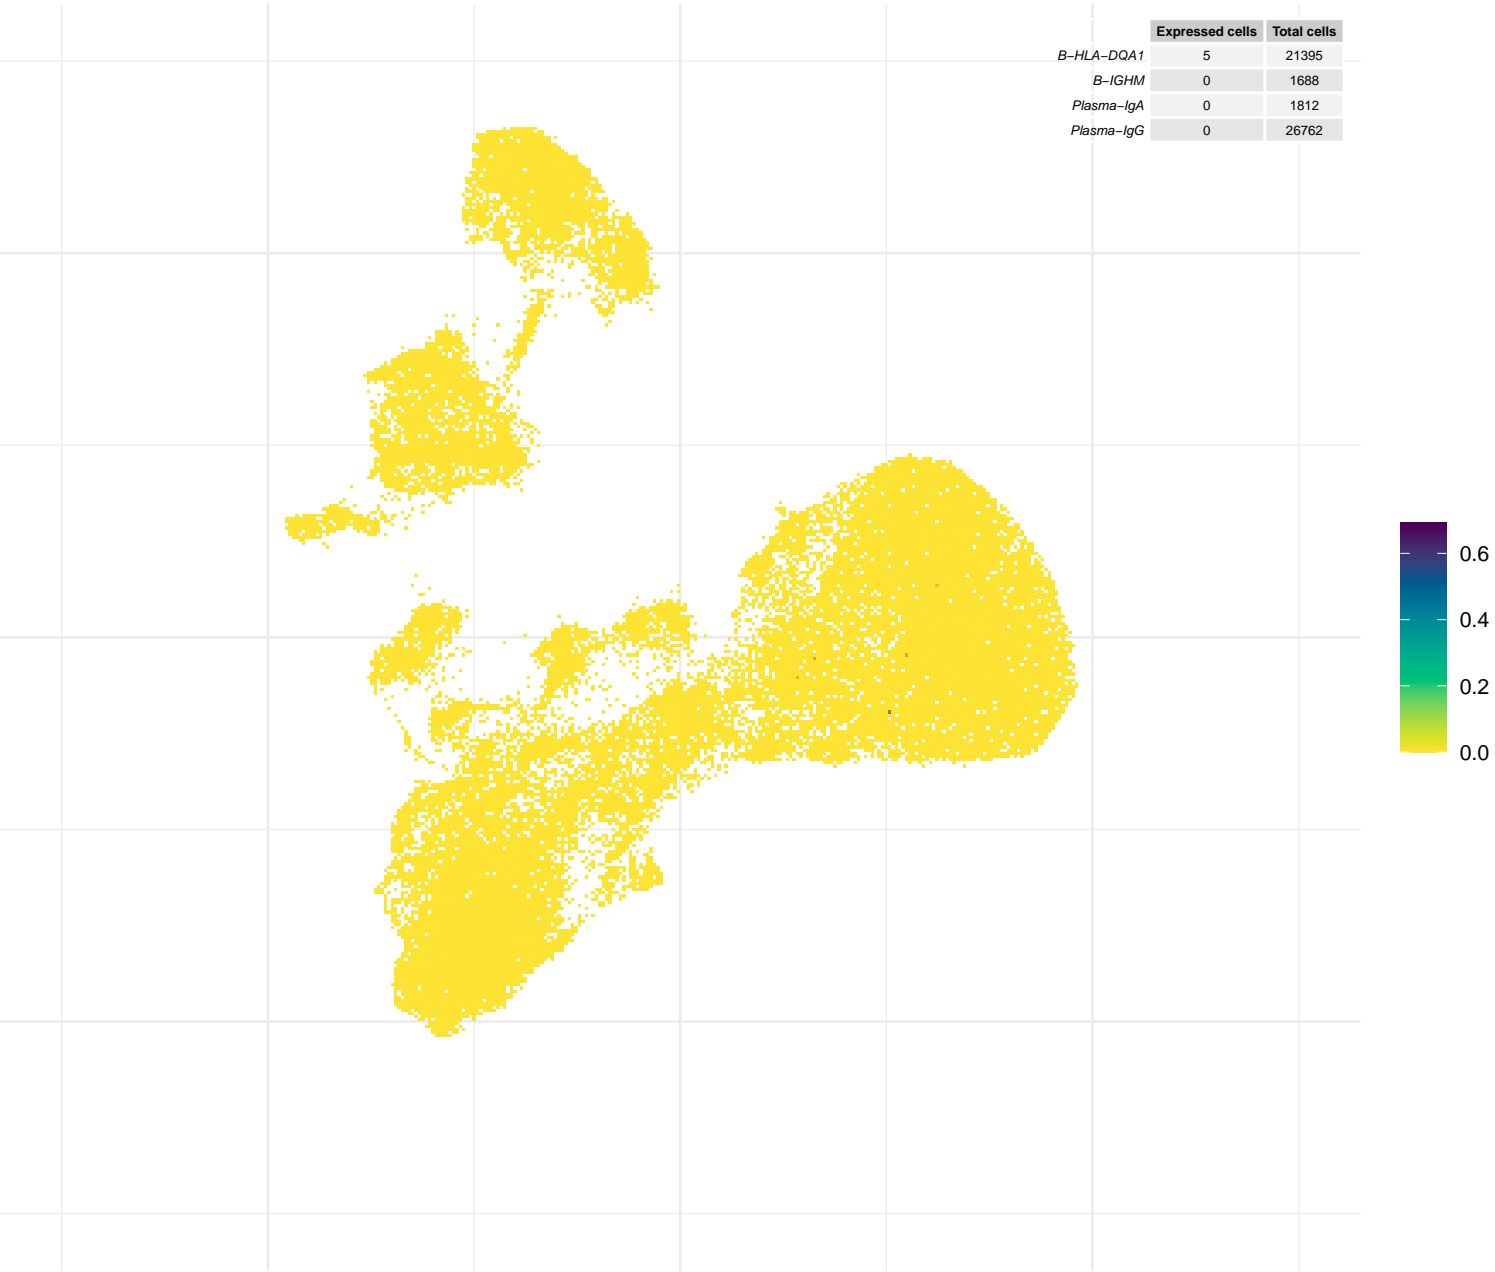 Expressed cells Total cells
B−HLA−DQA1 5 21395
B−IGHM 0 1688
Plasma−IgA 0 1812
Plasma−IgG 0 26762
0.6
0.4
0.2
0.0